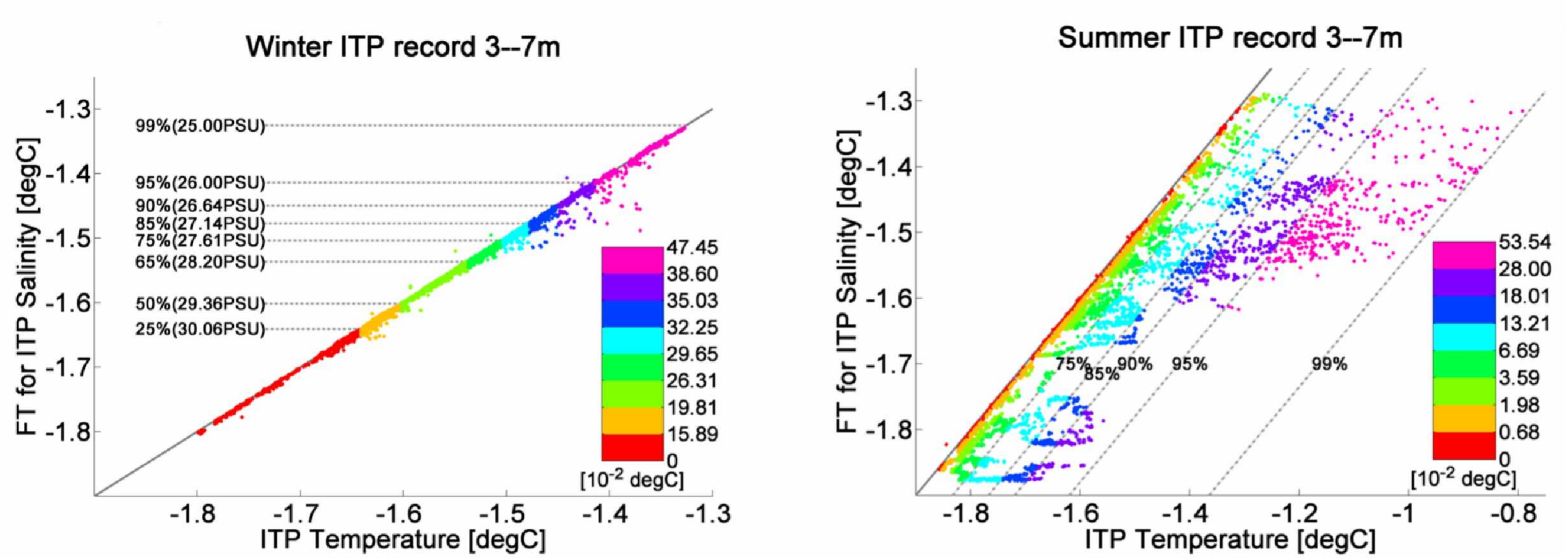 Winter ITP record 3--7m
FT for ITP Salinity [degC]
-1.3
-1.4
-1.5
-1.6
-1.7
-1.8
99%(25.00PSU)
95%(26.00PSU)
90%(26.64PSU)
85%(27.14PSU)
75%(27.61PSU)
65%(28.20PSU)
50%(29.36PSU)
25%(30.06PSU)
47.45
38.60
35.03
32.25
29.65
26.31
19.81
15.89
0
[10-2 degC]
-1.8 -1.7 -1.6 -1.5 -1.4 -1.3
ITP Temperature [degC]
Summer ITP record 3--7m
FT for ITP Salinity [degC]
-1.3
-1.4
-1.5
-1.6
-1.7
-1.8
75% 85% 90% 95% 99%
53.54
28.00
18.01
13.21
6.69
3.59
1.98
0.68
0
[10-2 degC]
-1.8 -1.6 -1.4 -1.2 -1 -0.8
ITP Temperature [degC]